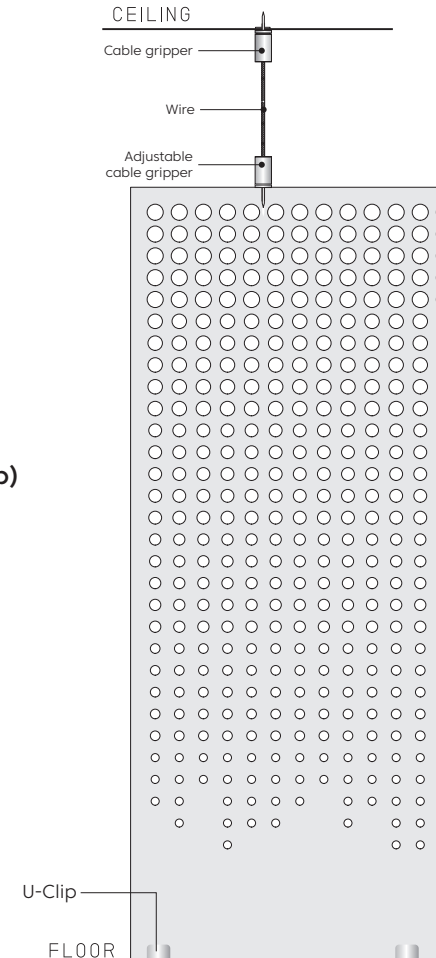 CEILING
Cable gripper
Wire
Adjustable
cable gripper
U-Clip
FLOOR